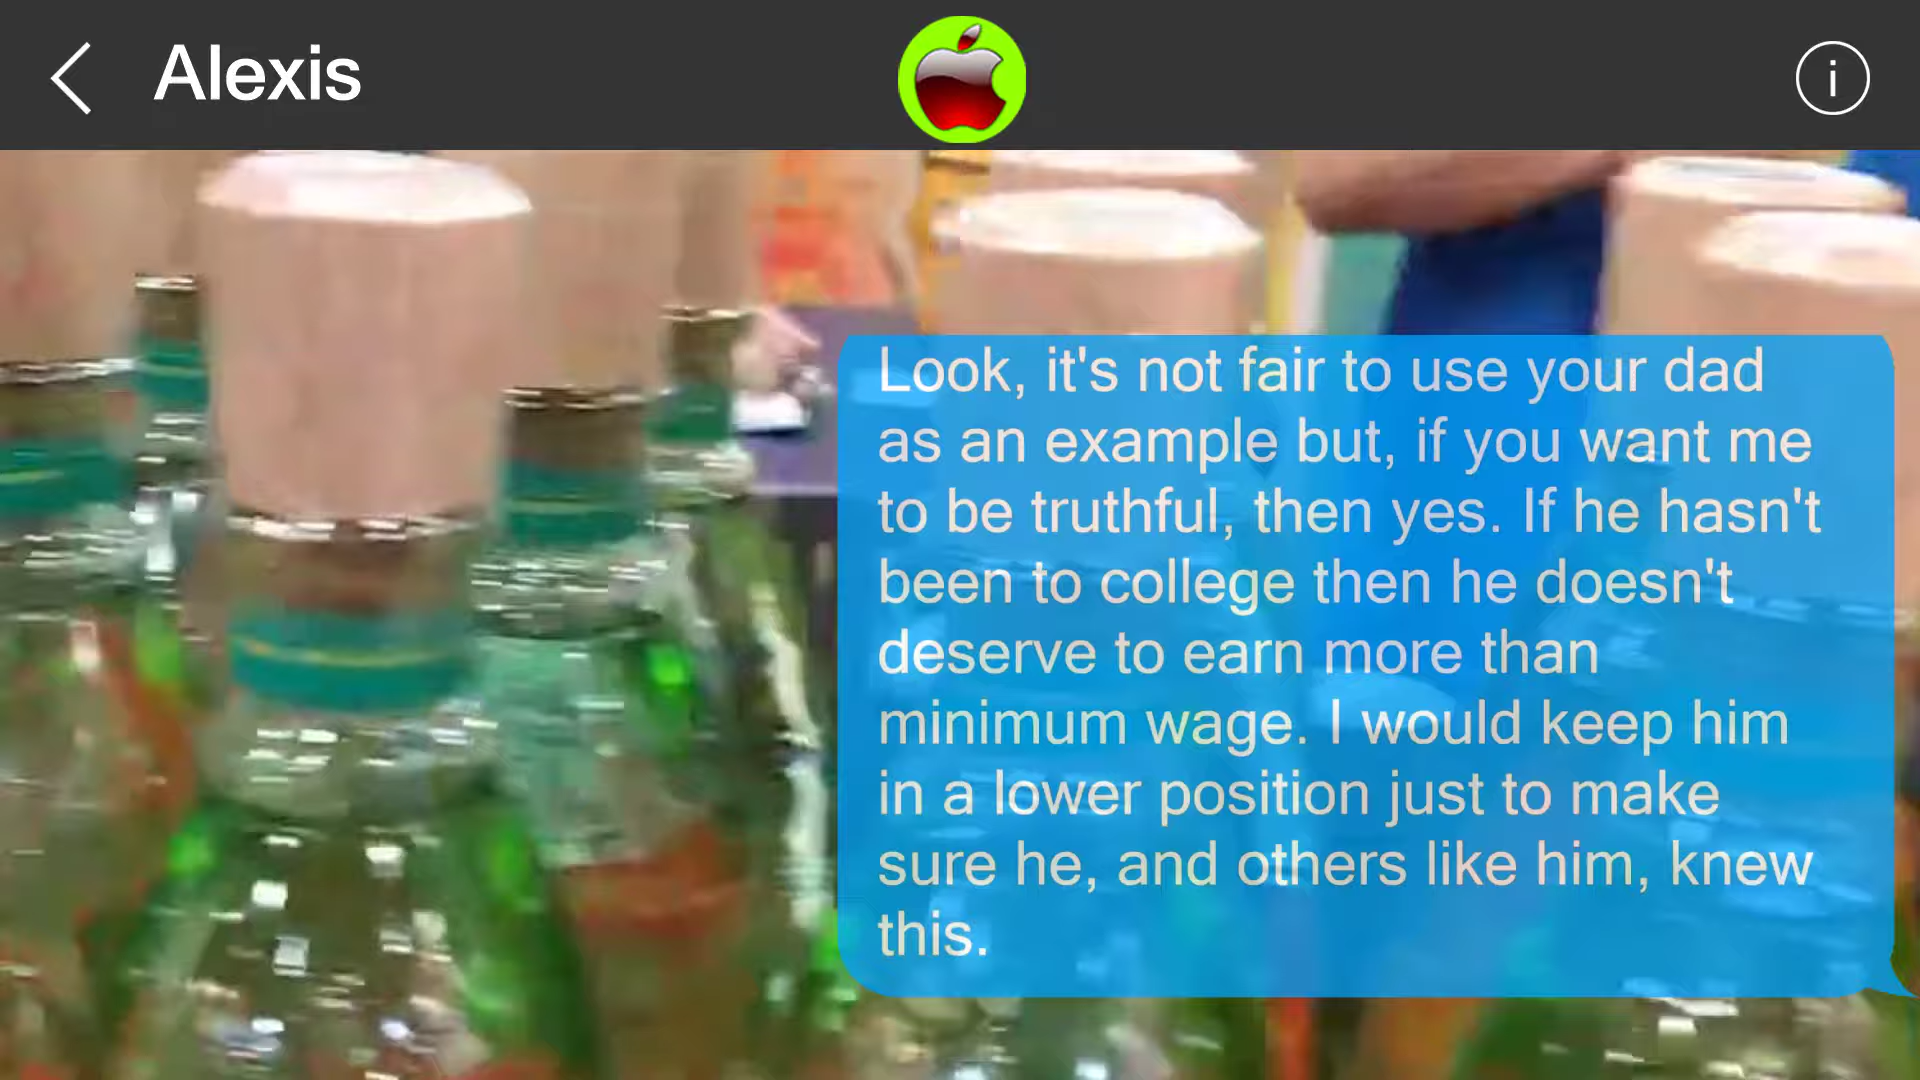 Alexis
Look, it's not fair to use your dad
as an example but, if you want me
to be truthful, then yes. If he hasn't
been to college then he doesn't
deserve to earn more than
minimum wage. I would keep him
in a lower position just to make
sure he, and others like him, knew
this.